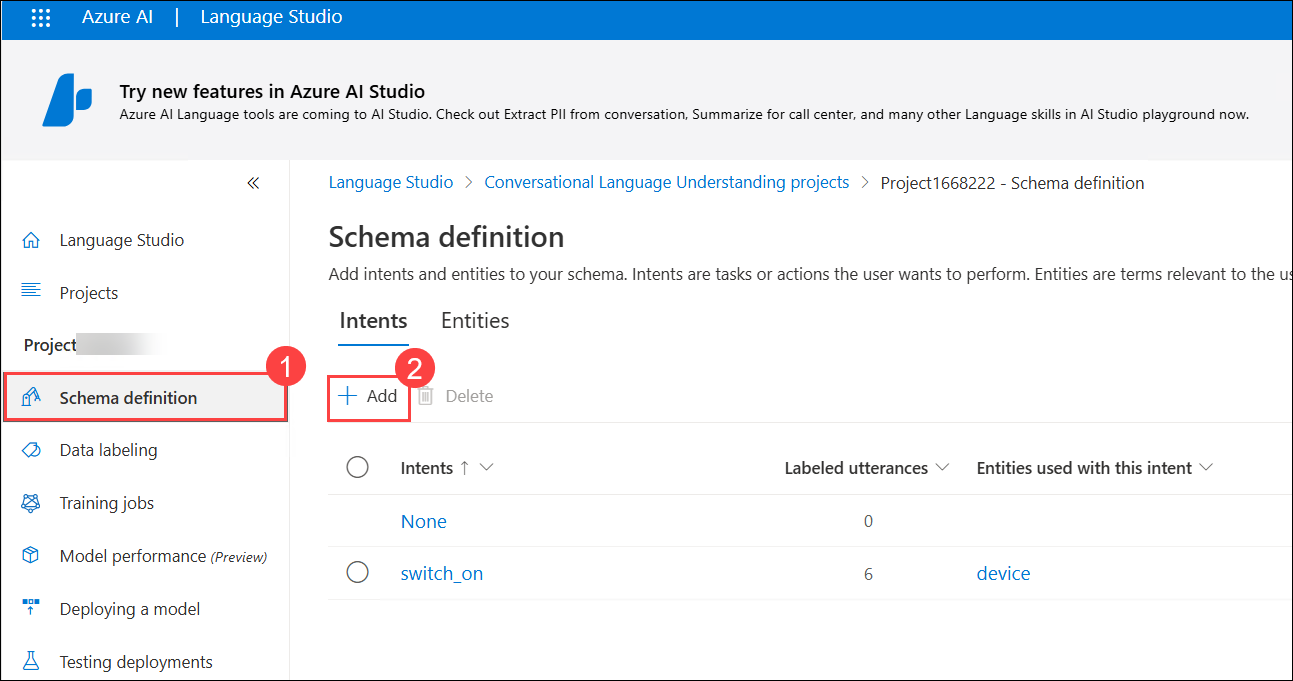 Azure AI | Language Studio
Try new features in Azure AI Studio
Azure AI Language tools are coming to AI Studio. Check out Extract PII from conversation, Summarize for call center, and many other Language skills in AI Studio playground now.
Language Studio > Conversational Language Understanding projects > Project1668222 - Schema definition
Language Studio
Projects
Project
1
Schema definition
Data labeling
Training jobs
Model performance (Preview)
Deploying a model
Testing deployments
Schema definition
Add intents and entities to your schema. Intents are tasks or actions the user wants to perform. Entities are terms relevant to the
Intents Entities
2
+ Add Delete
Intents ↑ Labeled utterances Entities used with this intent
None 0
switch_on 6 device